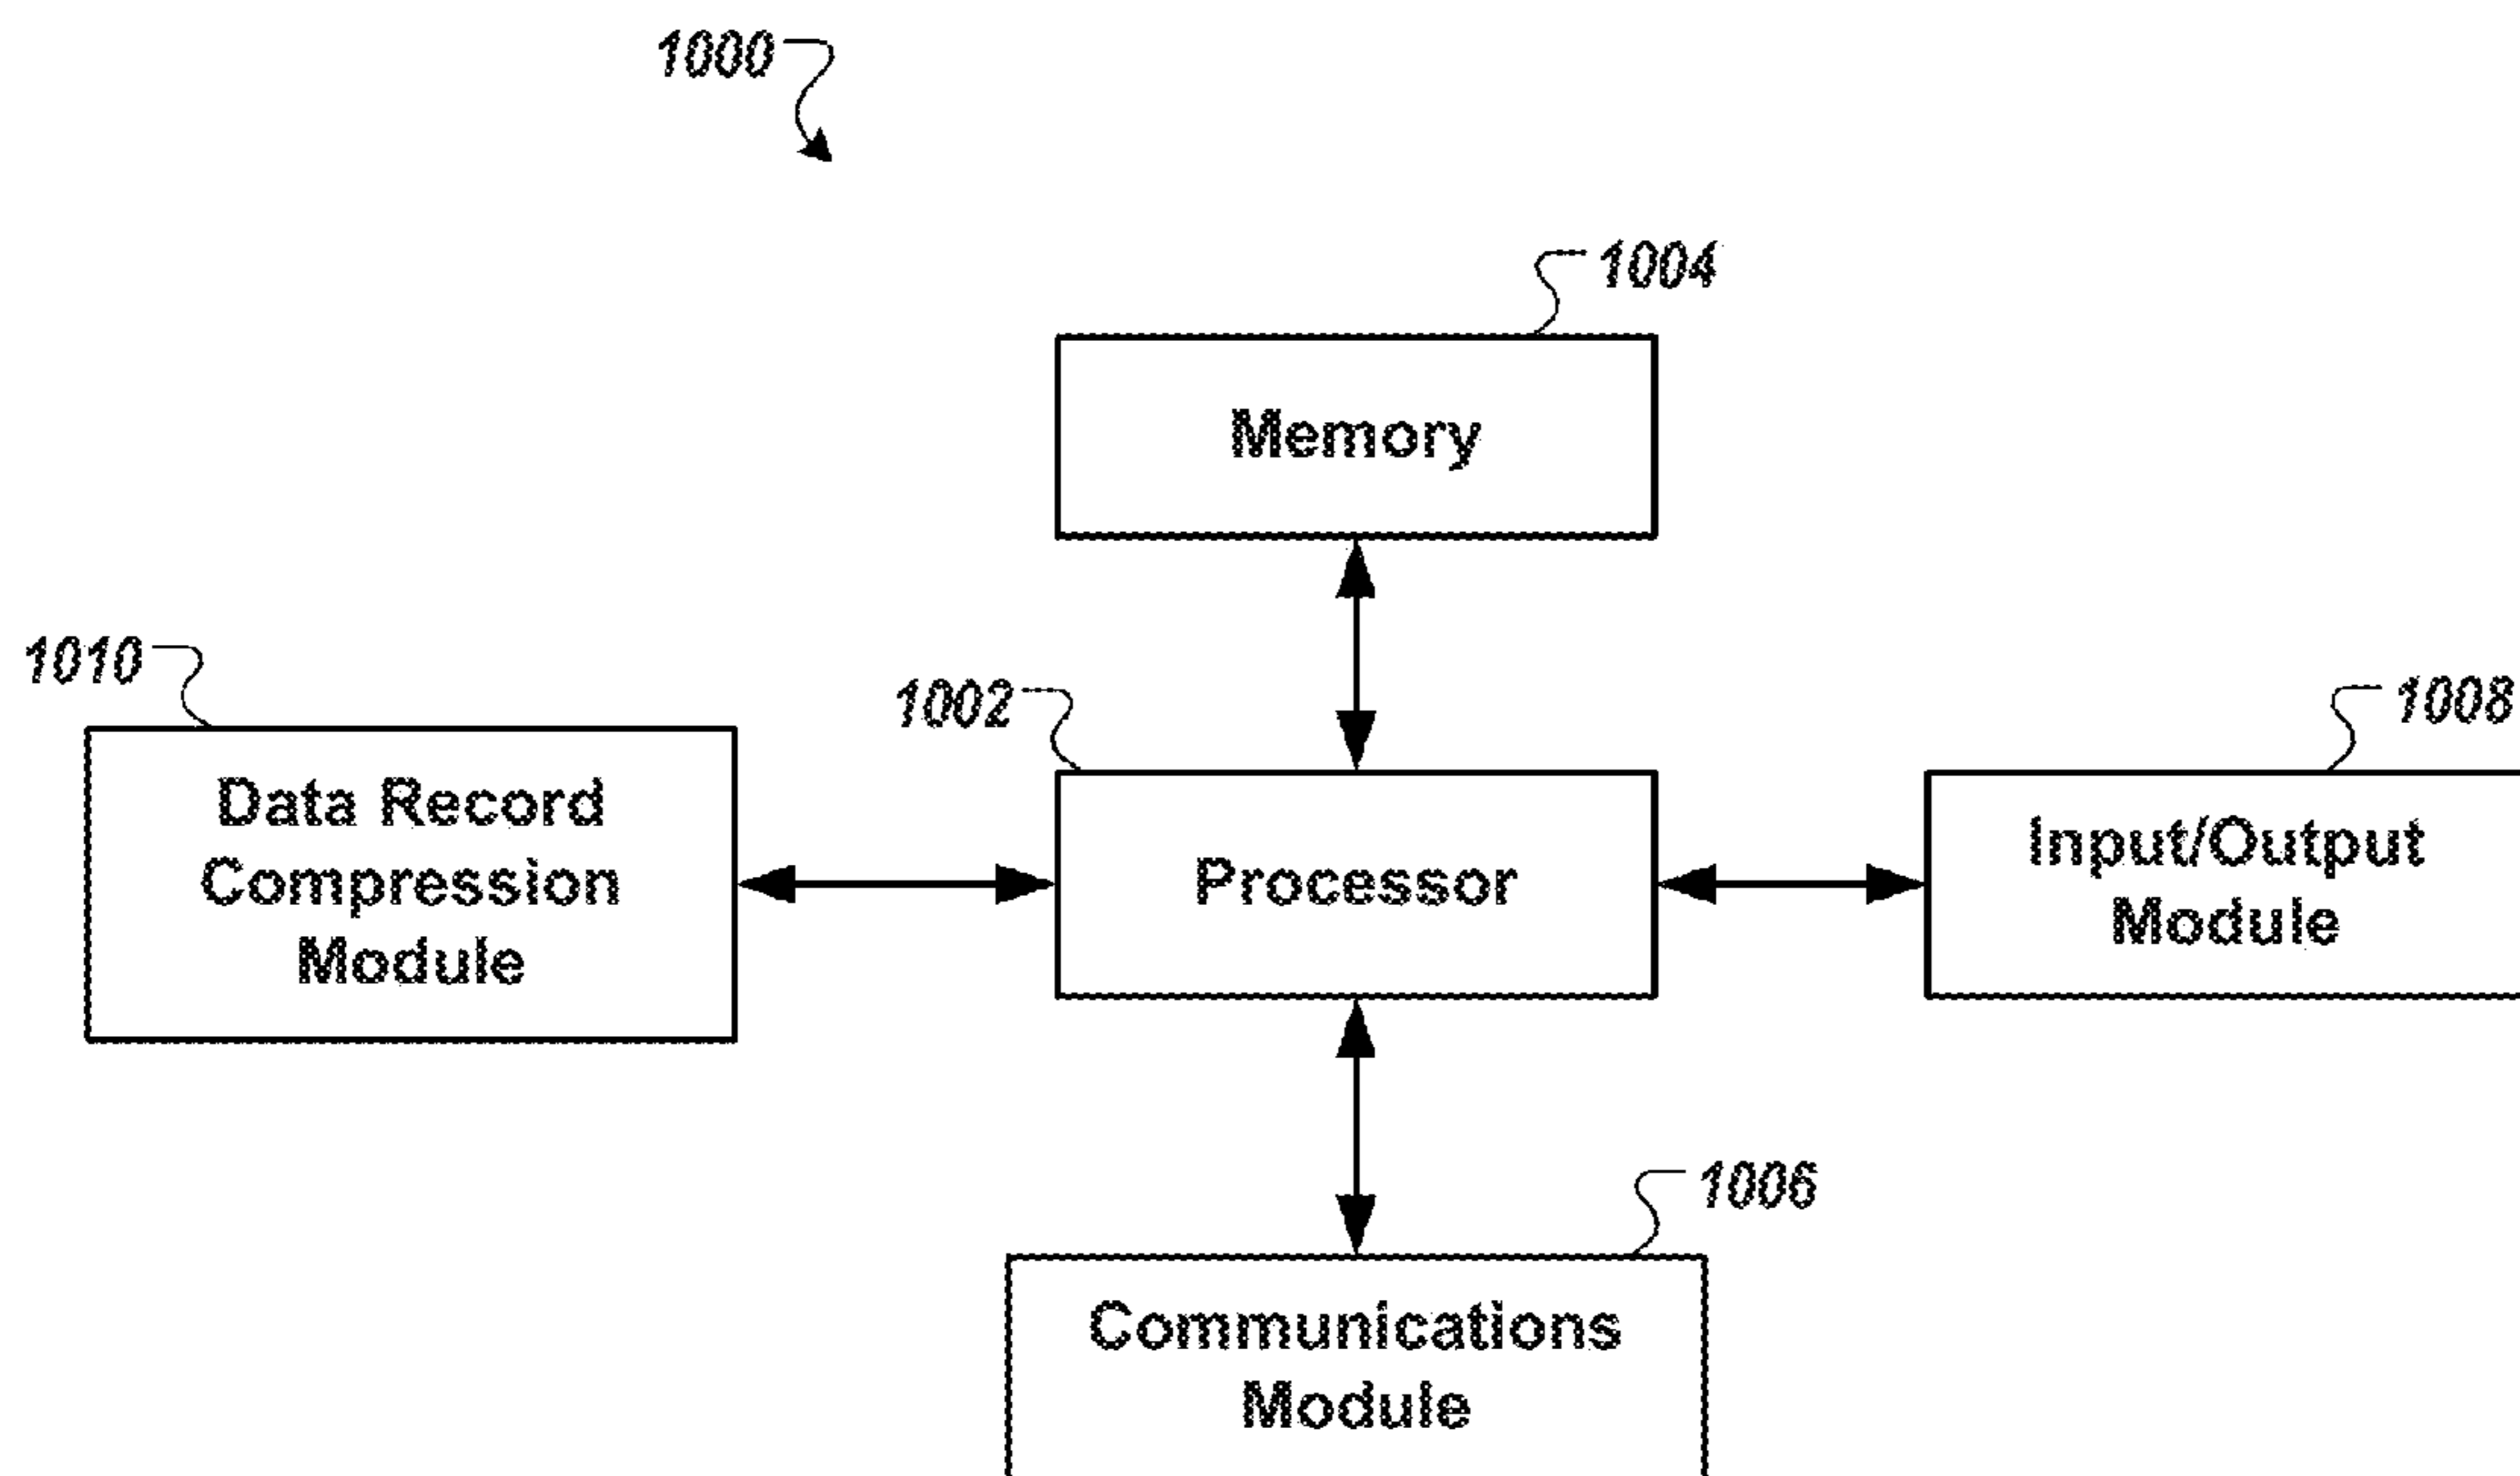 1000
1004
Memory
1010
1002
1008
Data Record
Compression
Module
Processor
Input/Output
Module
1006
Communications
Module